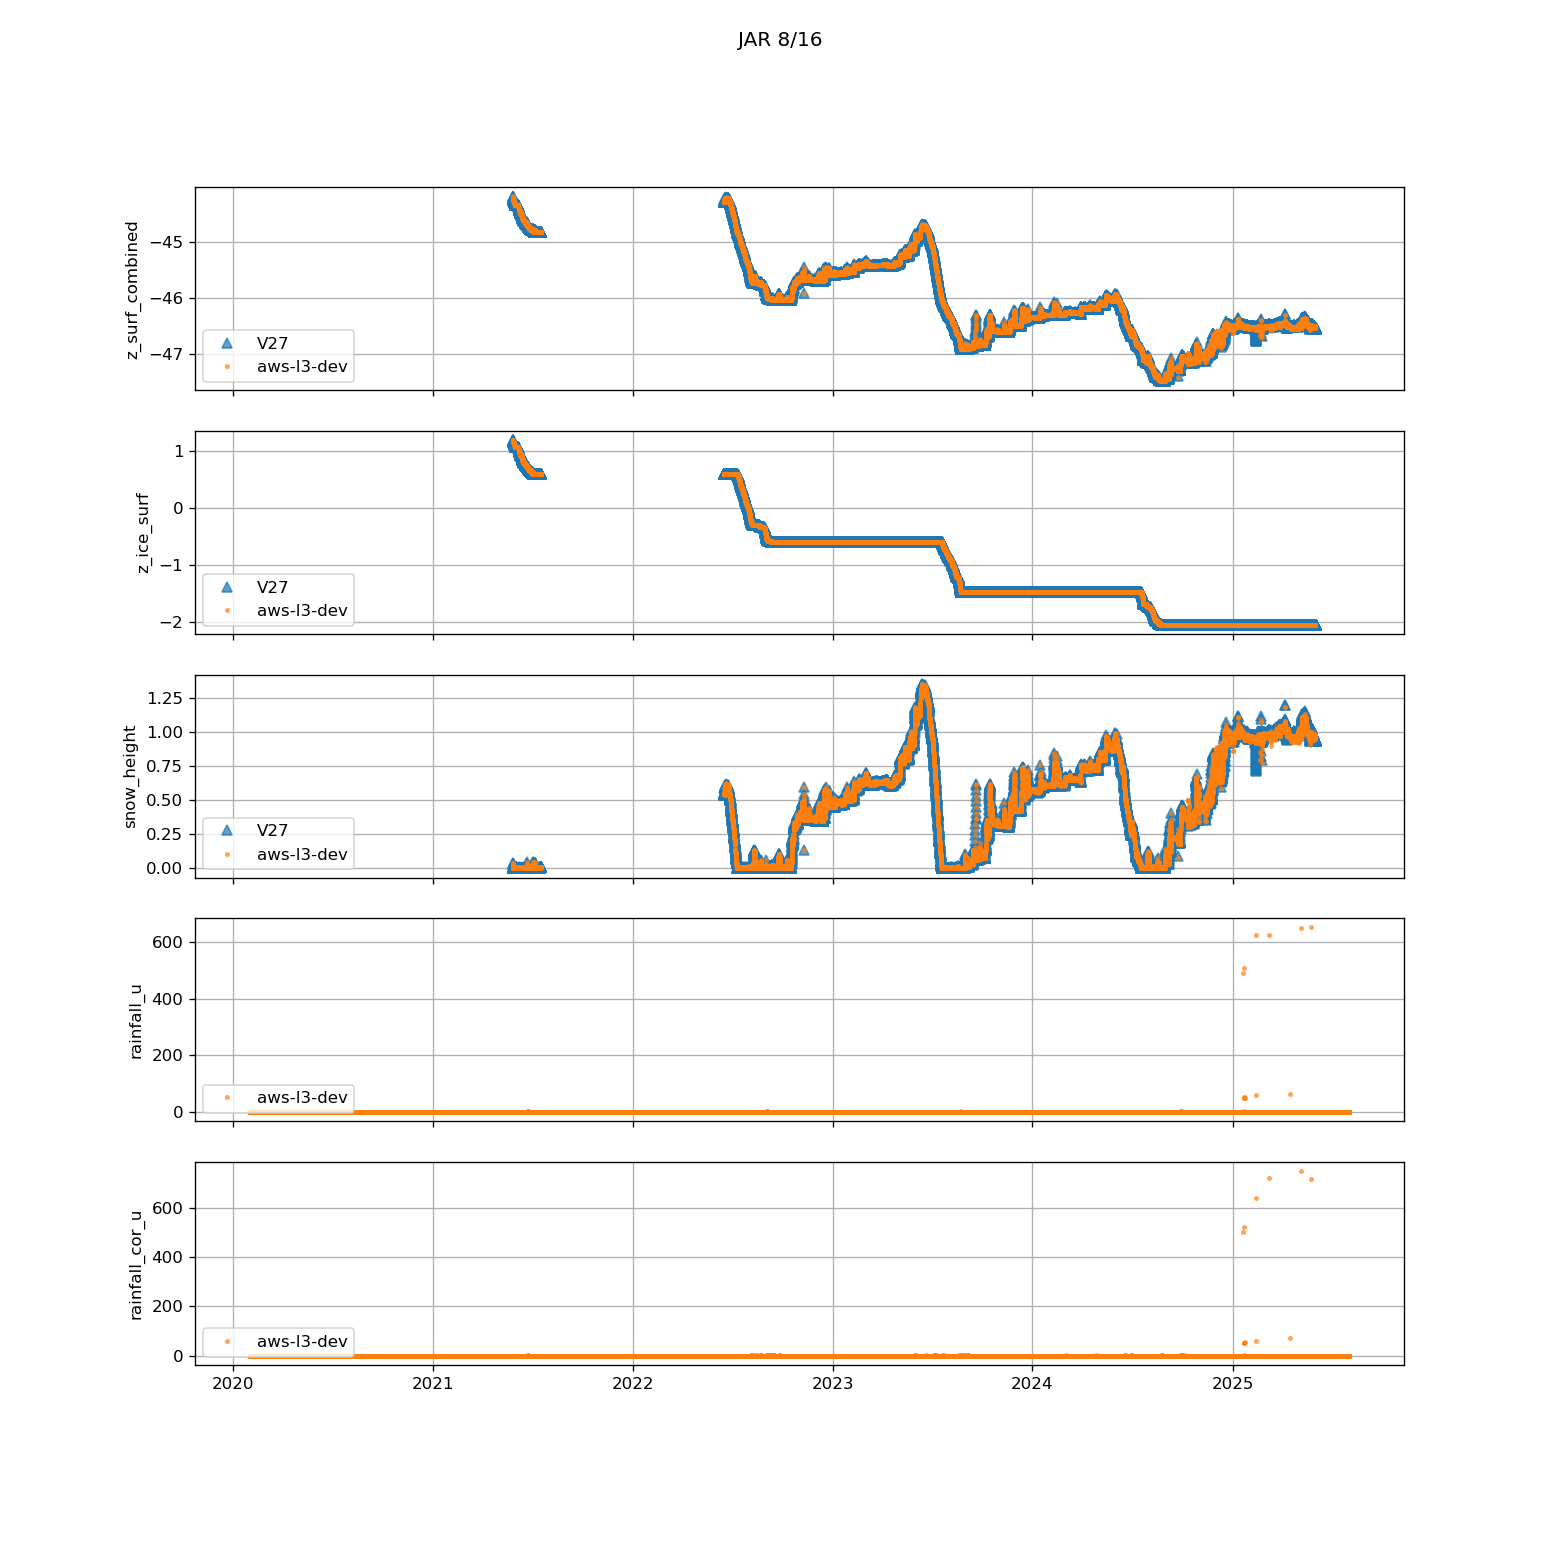 JAR 8/16
z_surf_combined
−45
−46
−47
V27
aws-l3-dev
z_ice_surf
1
0
−1
−2
V27
aws-l3-dev
snow_height
1.25
1.00
0.75
0.50
0.25
0.00
V27
aws-l3-dev
rainfall_u
600
400
200
0
aws-l3-dev
rainfall_cor_u
600
400
200
0
aws-l3-dev
2020 2021 2022 2023 2024 2025